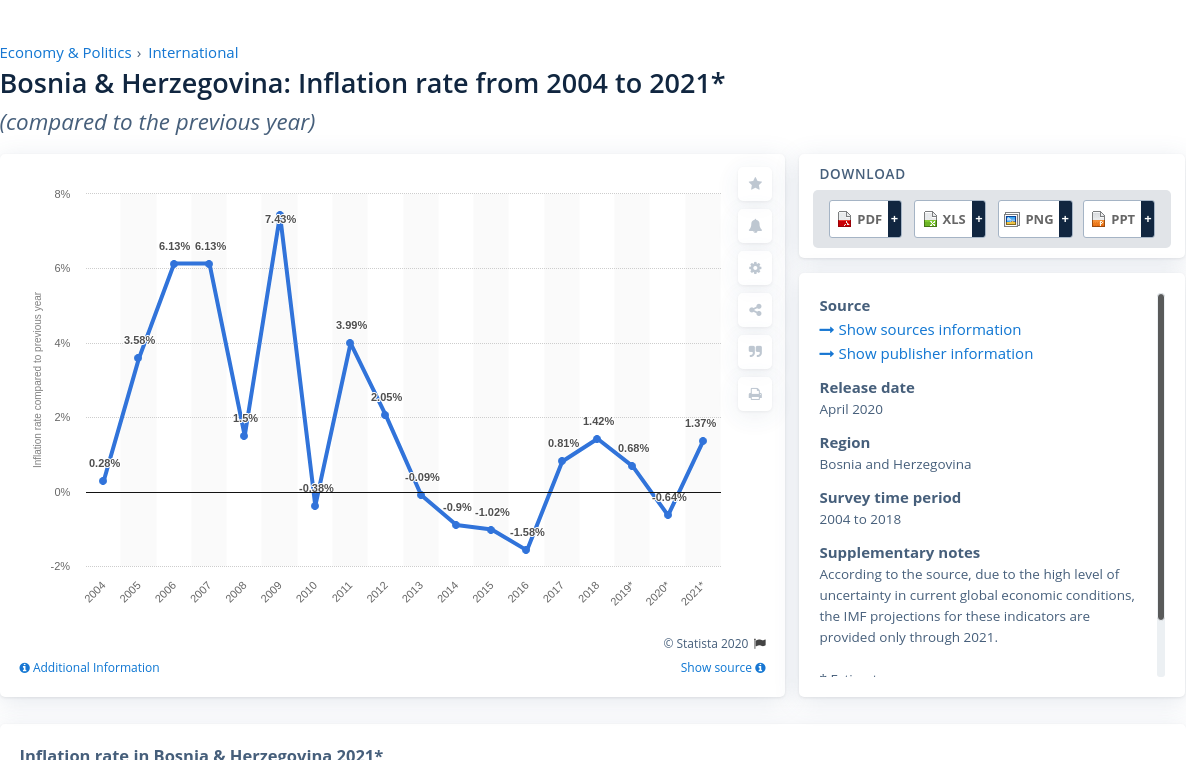 Economy & Politics › International
Bosnia & Herzegovina: Inflation rate from 2004 to 2021*
(compared to the previous year)
Inflation rate compared to previous year
8%
6%
4%
2%
0%
-2%
0.28%
3.58%
6.13%
6.13%
1.5%
7.43%
-0.38%
3.99%
2.05%
-0.09%
-0.9%
-1.02%
-1.58%
0.81%
1.42%
0.68%
-0.64%
1.37%
2004
2005
2006
2007
2008
2009
2010
2011
2012
2013
2014
2015
2016
2017
2018
2019*
2020*
2021*
© Statista 2020
Additional Information
Show source
DOWNLOAD
PDF +
XLS +
PNG +
PPT +
Source
Show sources information
Show publisher information
Release date
April 2020
Region
Bosnia and Herzegovina
Survey time period
2004 to 2018
Supplementary notes
According to the source, due to the high level of
uncertainty in current global economic conditions,
the IMF projections for these indicators are
provided only through 2021.
Inflation rate in Bosnia & Herzegovina 2021*